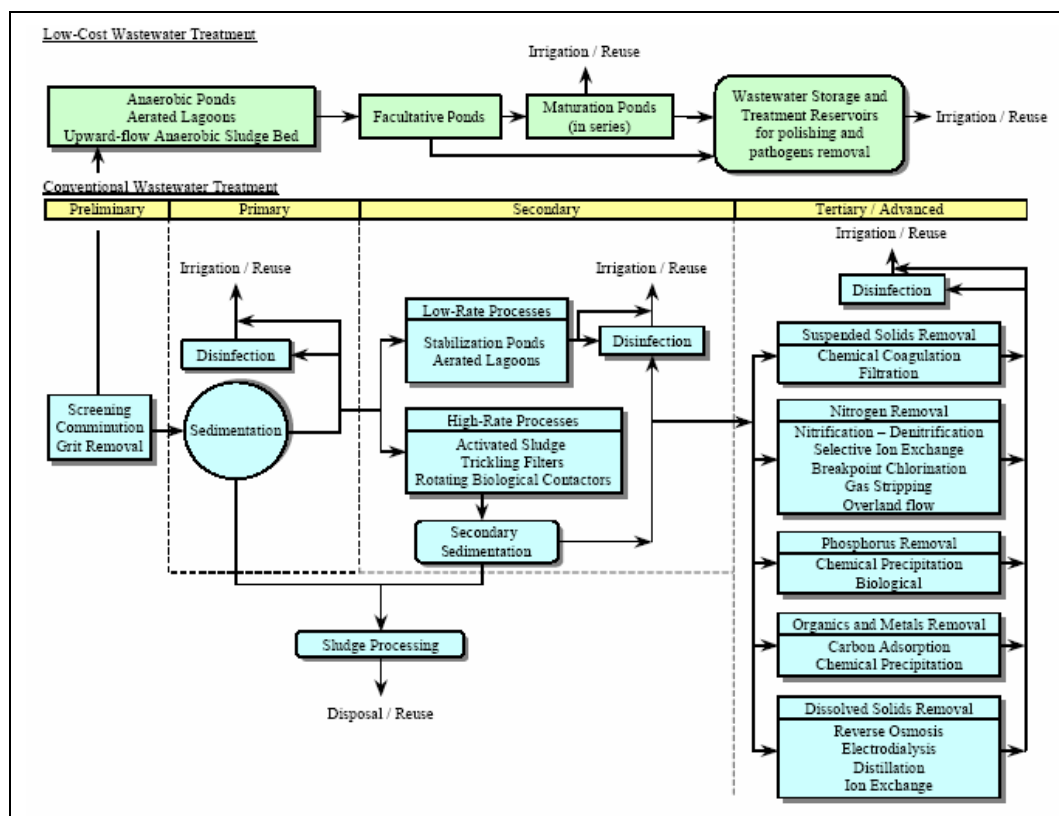 Low-Cost Wastewater Treatment
Irrigation / Reuse
Anaerobic Ponds
Aerated Lagoons
Upward-flow Anaerobic Sludge Bed
Facultative Ponds
Maturation Ponds
(in series)
Wastewater Storage and
Treatment Reservoirs
for polishing and
pathogens removal
Irrigation / Reuse
Conventional Wastewater Treatment
Preliminary
Primary
Secondary
Tertiary / Advanced
Irrigation / Reuse
Irrigation / Reuse
Irrigation / Reuse
Disinfection
Low-Rate Processes
Stabilization Ponds
Aerated Lagoons
Disinfection
Disinfection
Suspended Solids Removal
Chemical Coagulation
Filtration
Screening
Comminution
Grit Removal
Sedimentation
High-Rate Processes
Activated Sludge
Trickling Filters
Rotating Biological Contactors
Nitrogen Removal
Nitrification – Denitrification
Selective Ion Exchange
Breakpoint Chlorination
Gas Stripping
Overland flow
Secondary
Sedimentation
Phosphorus Removal
Chemical Precipitation
Biological
Sludge Processing
Organics and Metals Removal
Carbon Adsorption
Chemical Precipitation
Disposal / Reuse
Dissolved Solids Removal
Reverse Osmosis
Electrodialysis
Distillation
Ion Exchange